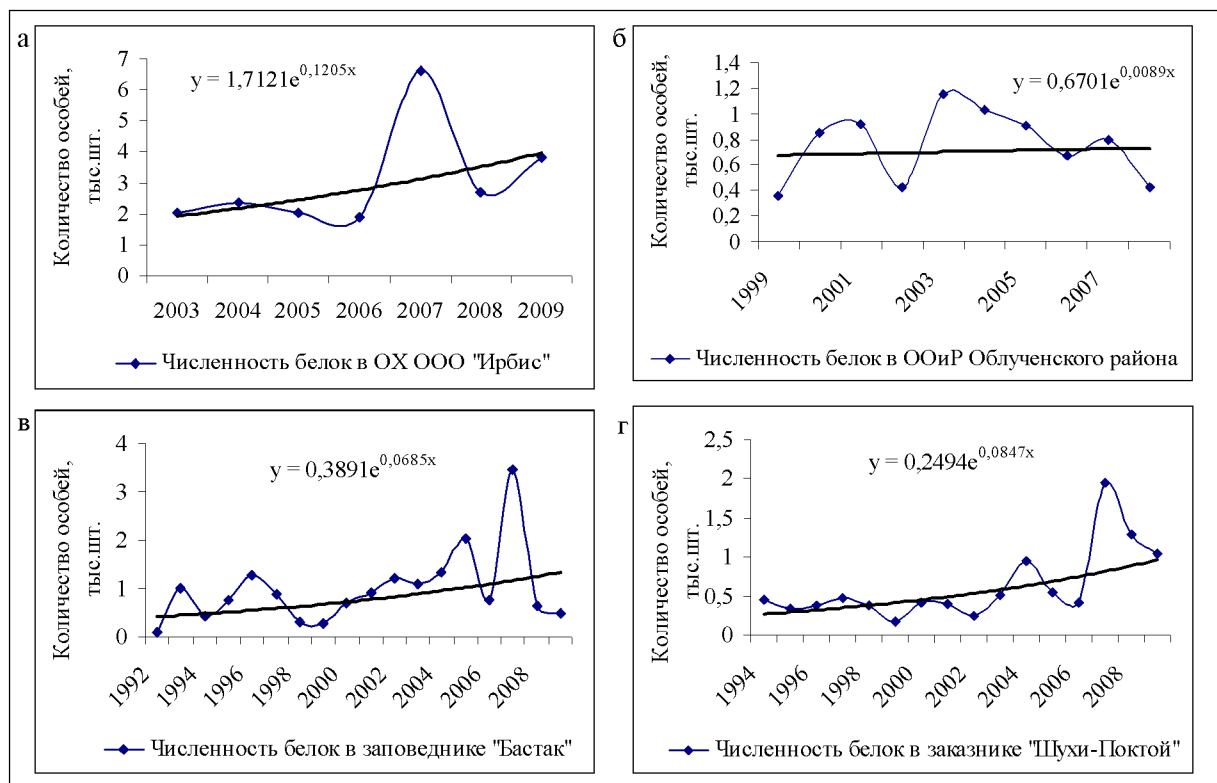 а
Количество особей,
тыс.шт.
7
6
5
4
3
2
1
0
y = 1,7121e^0,1205x
2003 2004 2005 2006 2007 2008 2009
Численность белок в ОХ ООО "Ирбис"
б
Количество особей,
тыс.шт.
1,4
1,2
1
0,8
0,6
0,4
0,2
0
y = 0,6701e^0,0089x
1999 2001 2003 2005 2007
Численность белок в ООиР Облученского района
в
Количество особей,
тыс.шт.
4
3
2
1
0
y = 0,3891e^0,0685x
1992 1994 1996 1998 2000 2002 2004 2006 2008
Численность белок в заповеднике "Бастак"
г
Количество особей,
тыс.шт.
2,5
2
1,5
1
0,5
0
y = 0,2494e^0,0847x
1994 1996 1998 2000 2002 2004 2006 2008
Численность белок в заказнике "Шухи-Поктой"